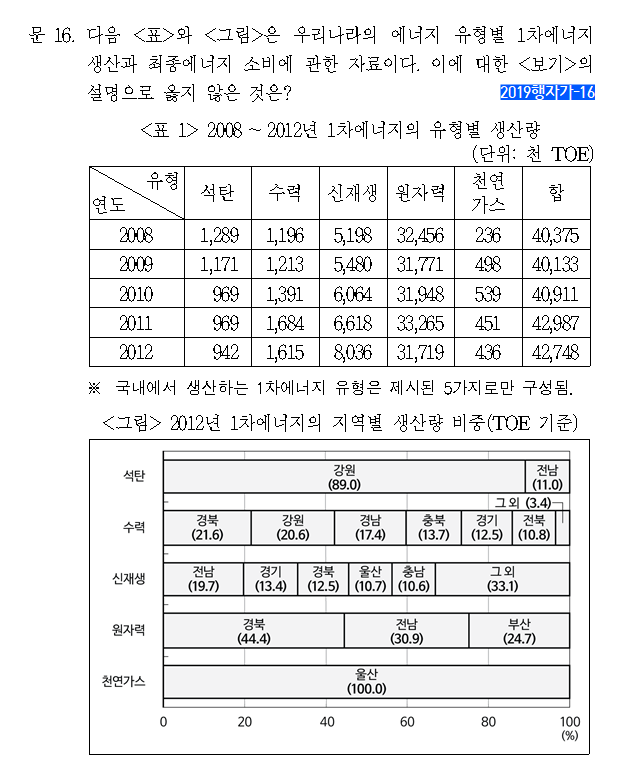 문 16. 다음 <표>와 <그림>은 우리나라의 에너지 유형별 1차에너지
생산과 최종에너지 소비에 관한 자료이다. 이에 대한 <보기>의
설명으로 옳지 않은 것은?
2019행자가-16
<표 1> 2008 ~ 2012년 1차에너지의 유형별 생산량
(단위: 천 TOE)
유형 연도 석탄 수력 신재생 원자력 천연가스 합
2008 1,289 1,196 5,198 32,456 236 40,375
2009 1,171 1,213 5,480 31,771 498 40,133
2010 969 1,391 6,064 31,948 539 40,911
2011 969 1,684 6,618 33,265 451 42,987
2012 942 1,615 8,036 31,719 436 42,748
※ 국내에서 생산하는 1차에너지 유형은 제시된 5가지로만 구성됨.
<그림> 2012년 1차에너지의 지역별 생산량 비중(TOE 기준)
석탄 강원 전남
(89.0) (11.0)
그 외 (3.4)
수력 경북 강원 경남 충북 경기 전북
(21.6) (20.6) (17.4) (13.7) (12.5) (10.8)
신재생 전남 경기 경북 울산 충남 그 외
(19.7) (13.4) (12.5) (10.7) (10.6) (33.1)
원자력 경북 전남 부산
(44.4) (30.9) (24.7)
천연가스 울산
(100.0)
0 20 40 60 80 100
(%)